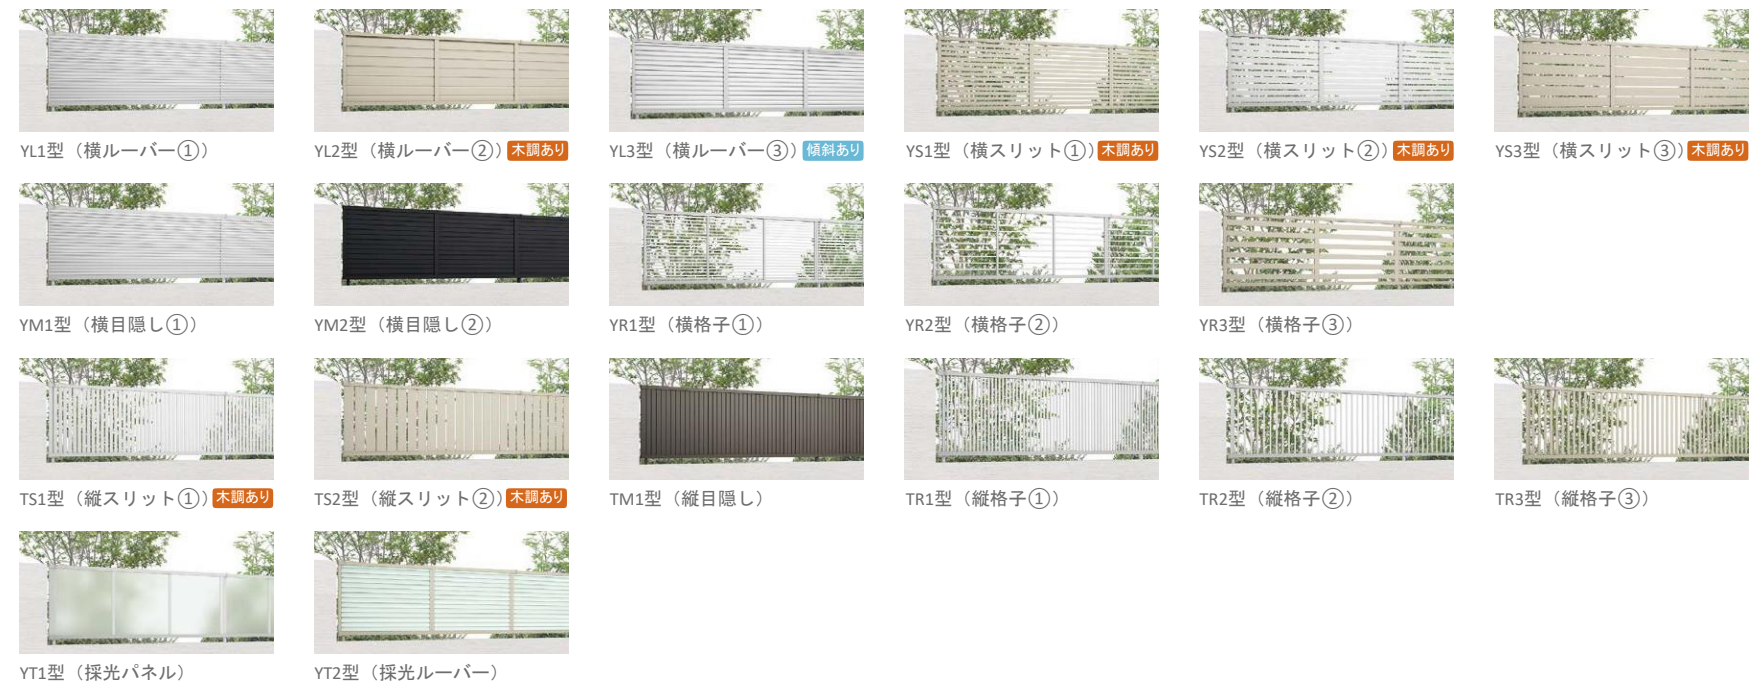 YL1型（横ルーバー①）
YL2型（横ルーバー②） 木調あり
YL3型（横ルーバー③） 傾斜あり
YS1型（横スリット①） 木調あり
YS2型（横スリット②） 木調あり
YS3型（横スリット③） 木調あり
YM1型（横目隠し①）
YM2型（横目隠し②）
YR1型（横格子①）
YR2型（横格子②）
YR3型（横格子③）
TS1型（縦スリット①） 木調あり
TS2型（縦スリット②） 木調あり
TM1型（縦目隠し）
TR1型（縦格子①）
TR2型（縦格子②）
TR3型（縦格子③）
YT1型（採光パネル）
YT2型（採光ルーバー）